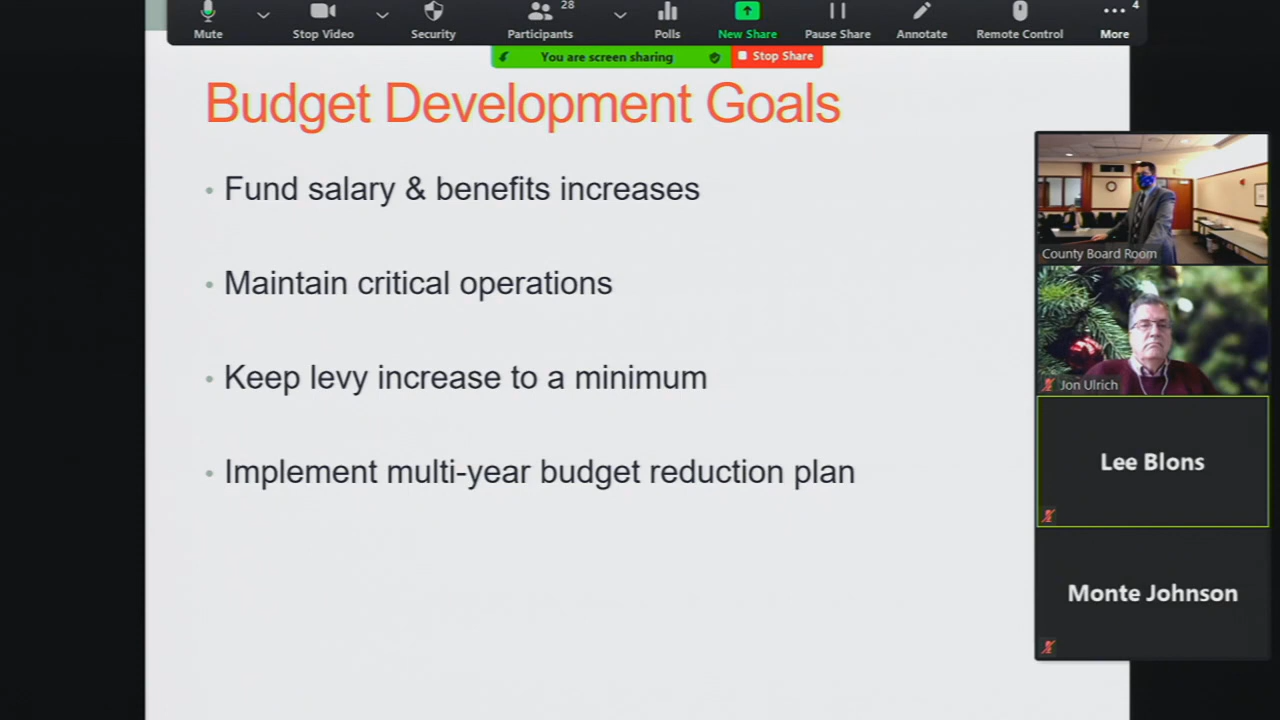 Mute
Stop Video
Security
28
Participants
Polls
New Share
Pause Share
Annotate
Remote Control
4
More
You are screen sharing
Stop Share
Budget Development Goals
• Fund salary & benefits increases
• Maintain critical operations
• Keep levy increase to a minimum
• Implement multi-year budget reduction plan
County Board Room
Jon Ulrich
Lee Blons
Monte Johnson